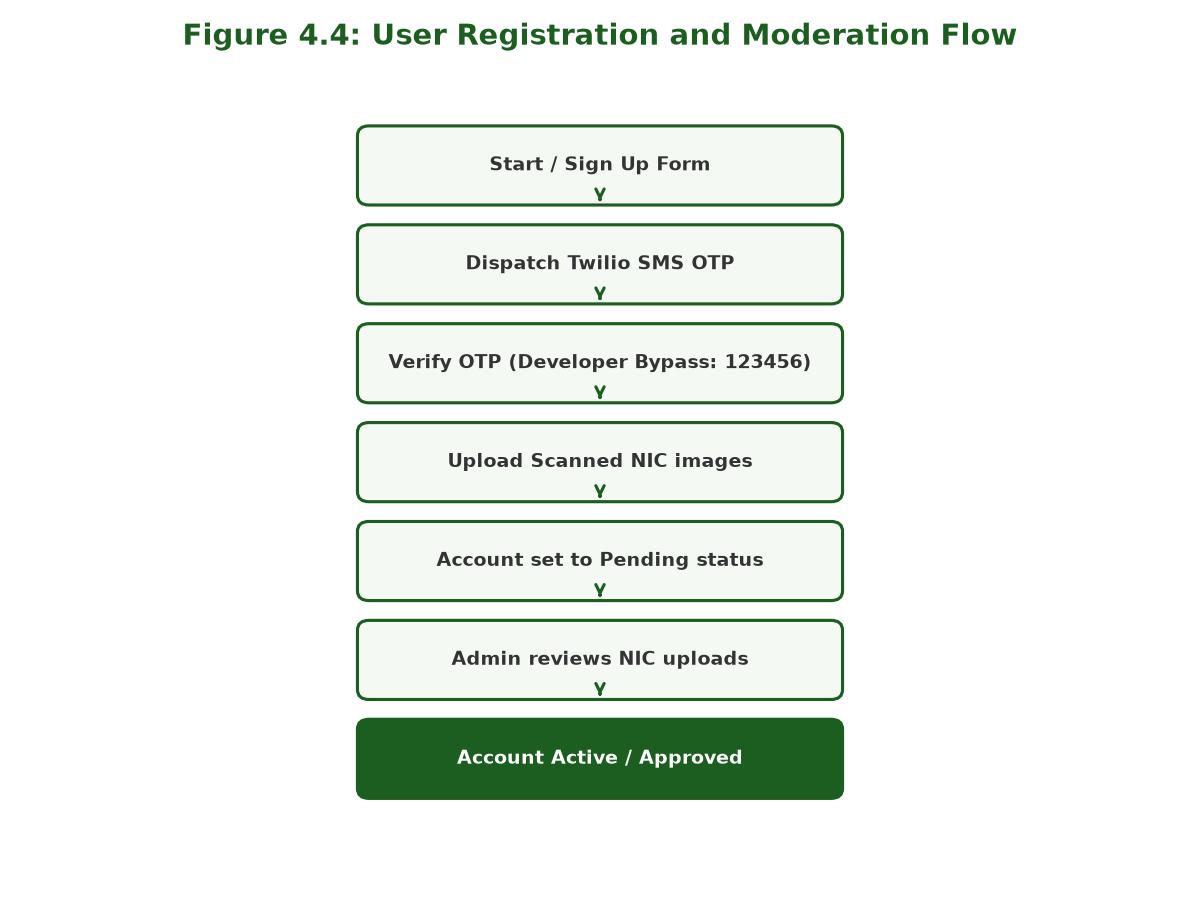 Figure 4.4: User Registration and Moderation Flow
Start / Sign Up Form
Dispatch Twilio SMS OTP
Verify OTP (Developer Bypass: 123456)
Upload Scanned NIC images
Account set to Pending status
Admin reviews NIC uploads
Account Active / Approved